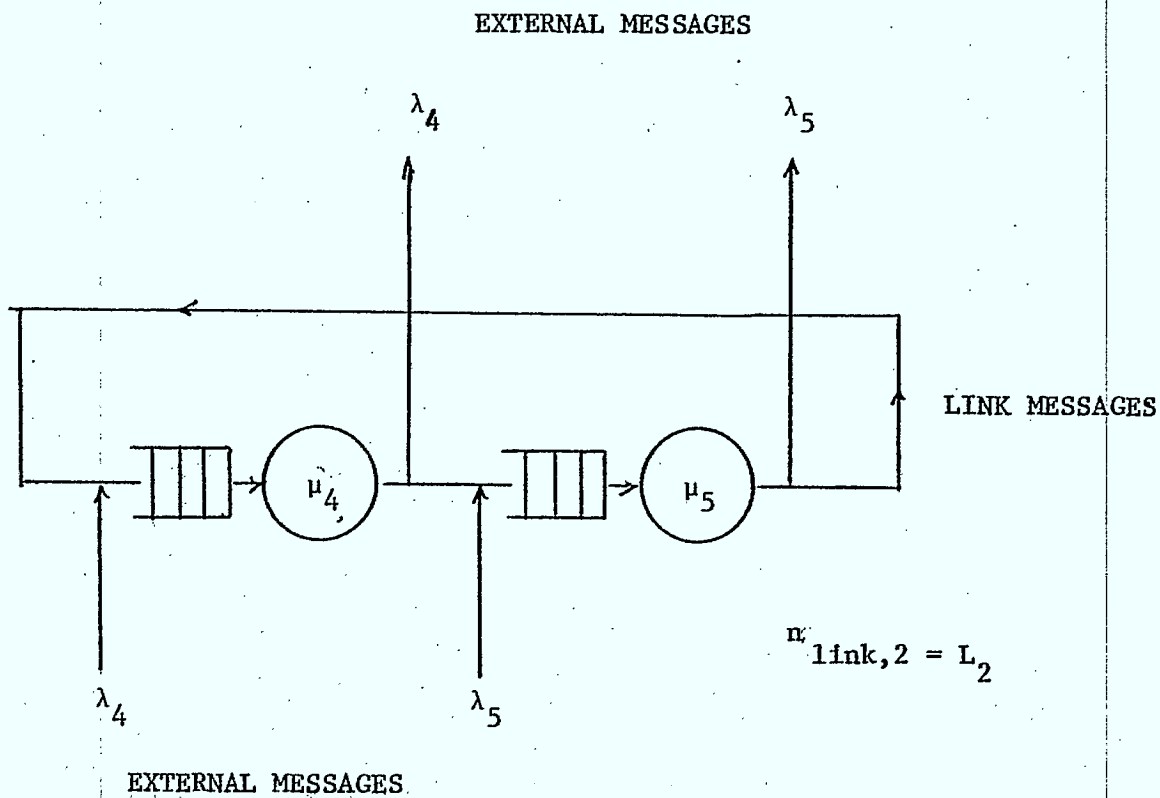 EXTERNAL MESSAGES
λ4 λ5
LINK MESSAGES
μ4 μ5
n link,2 = L2
λ4 λ5
EXTERNAL MESSAGES